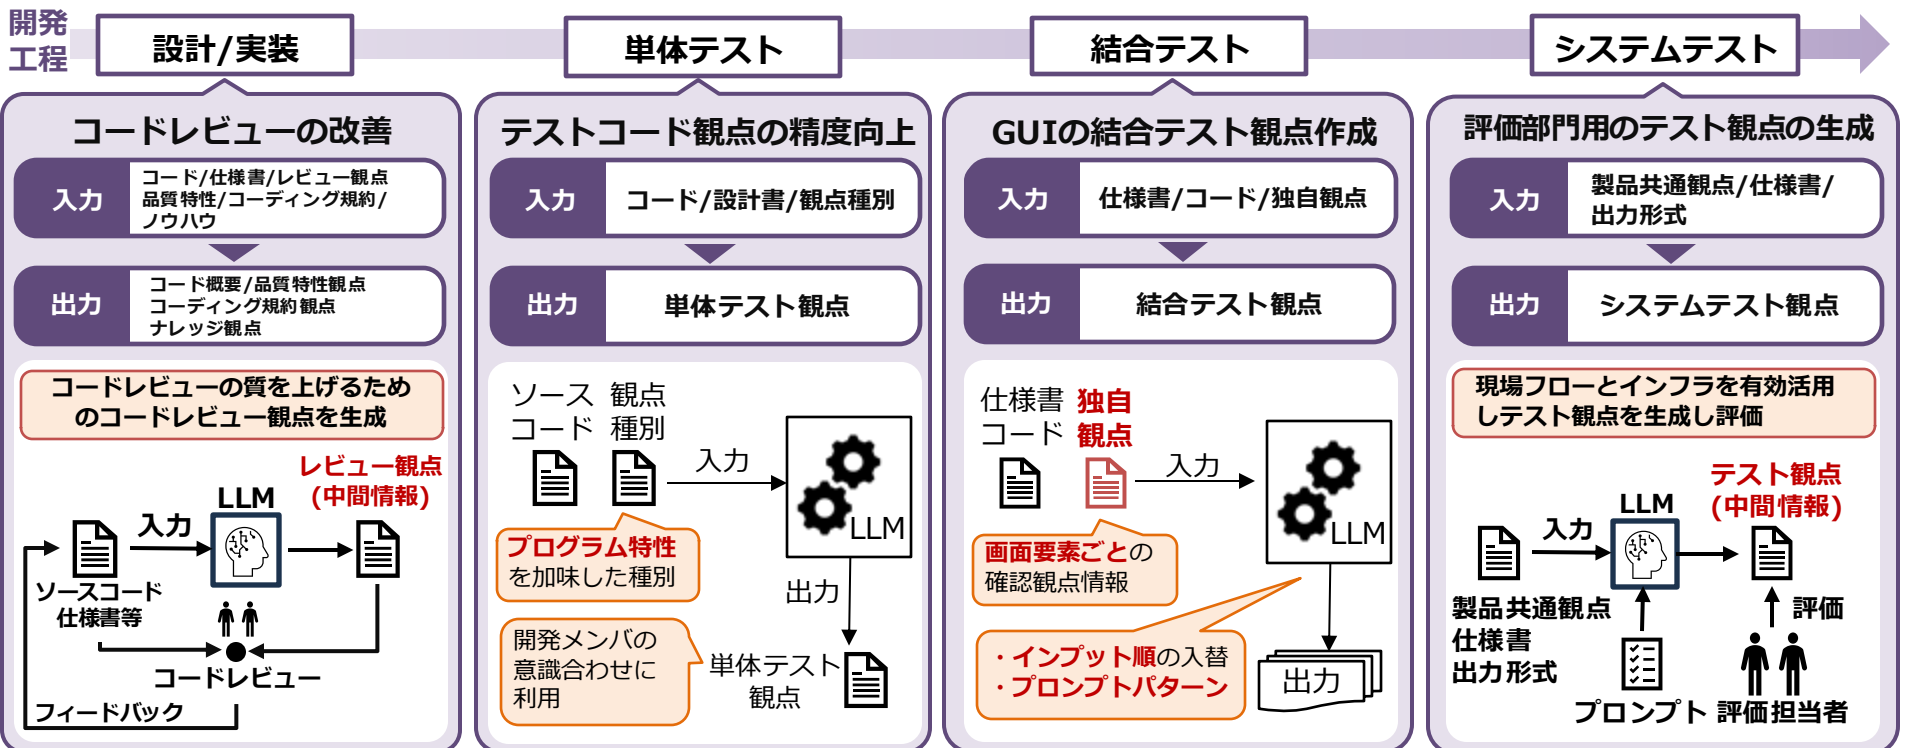 開発
工程
設計/実装
単体テスト
結合テスト
システムテスト
コードレビューの改善
入力
コード/仕様書/レビュー観点
品質特性/コーディング規約/
ノウハウ
出力
コード概要/品質特性観点
コーディング規約観点
ナレッジ観点
コードレビューの質を上げるため
のコードレビュー観点を生成
レビュー観点
(中間情報)
LLM
入力
ソースコード
仕様書等
コードレビュー
フィードバック
テストコード観点の精度向上
入力
コード/設計書/観点種別
出力
単体テスト観点
ソース
コード
観点
種別
入力
LLM
プログラム特性
を加味した種別
出力
開発メンバの
意識合わせに
利用
単体テスト
観点
GUIの結合テスト観点作成
入力
仕様書/コード/独自観点
出力
結合テスト観点
仕様書
コード
独自
観点
入力
LLM
画面要素ごとの
確認観点情報
・インプット順の入替
・プロンプトパターン
出力
評価部門用のテスト観点の生成
入力
製品共通観点/仕様書/
出力形式
出力
システムテスト観点
現場フローとインフラを有効活用
しテスト観点を生成し評価
テスト観点
(中間情報)
LLM
入力
製品共通観点
仕様書
出力形式
評価
プロンプト
評価担当者